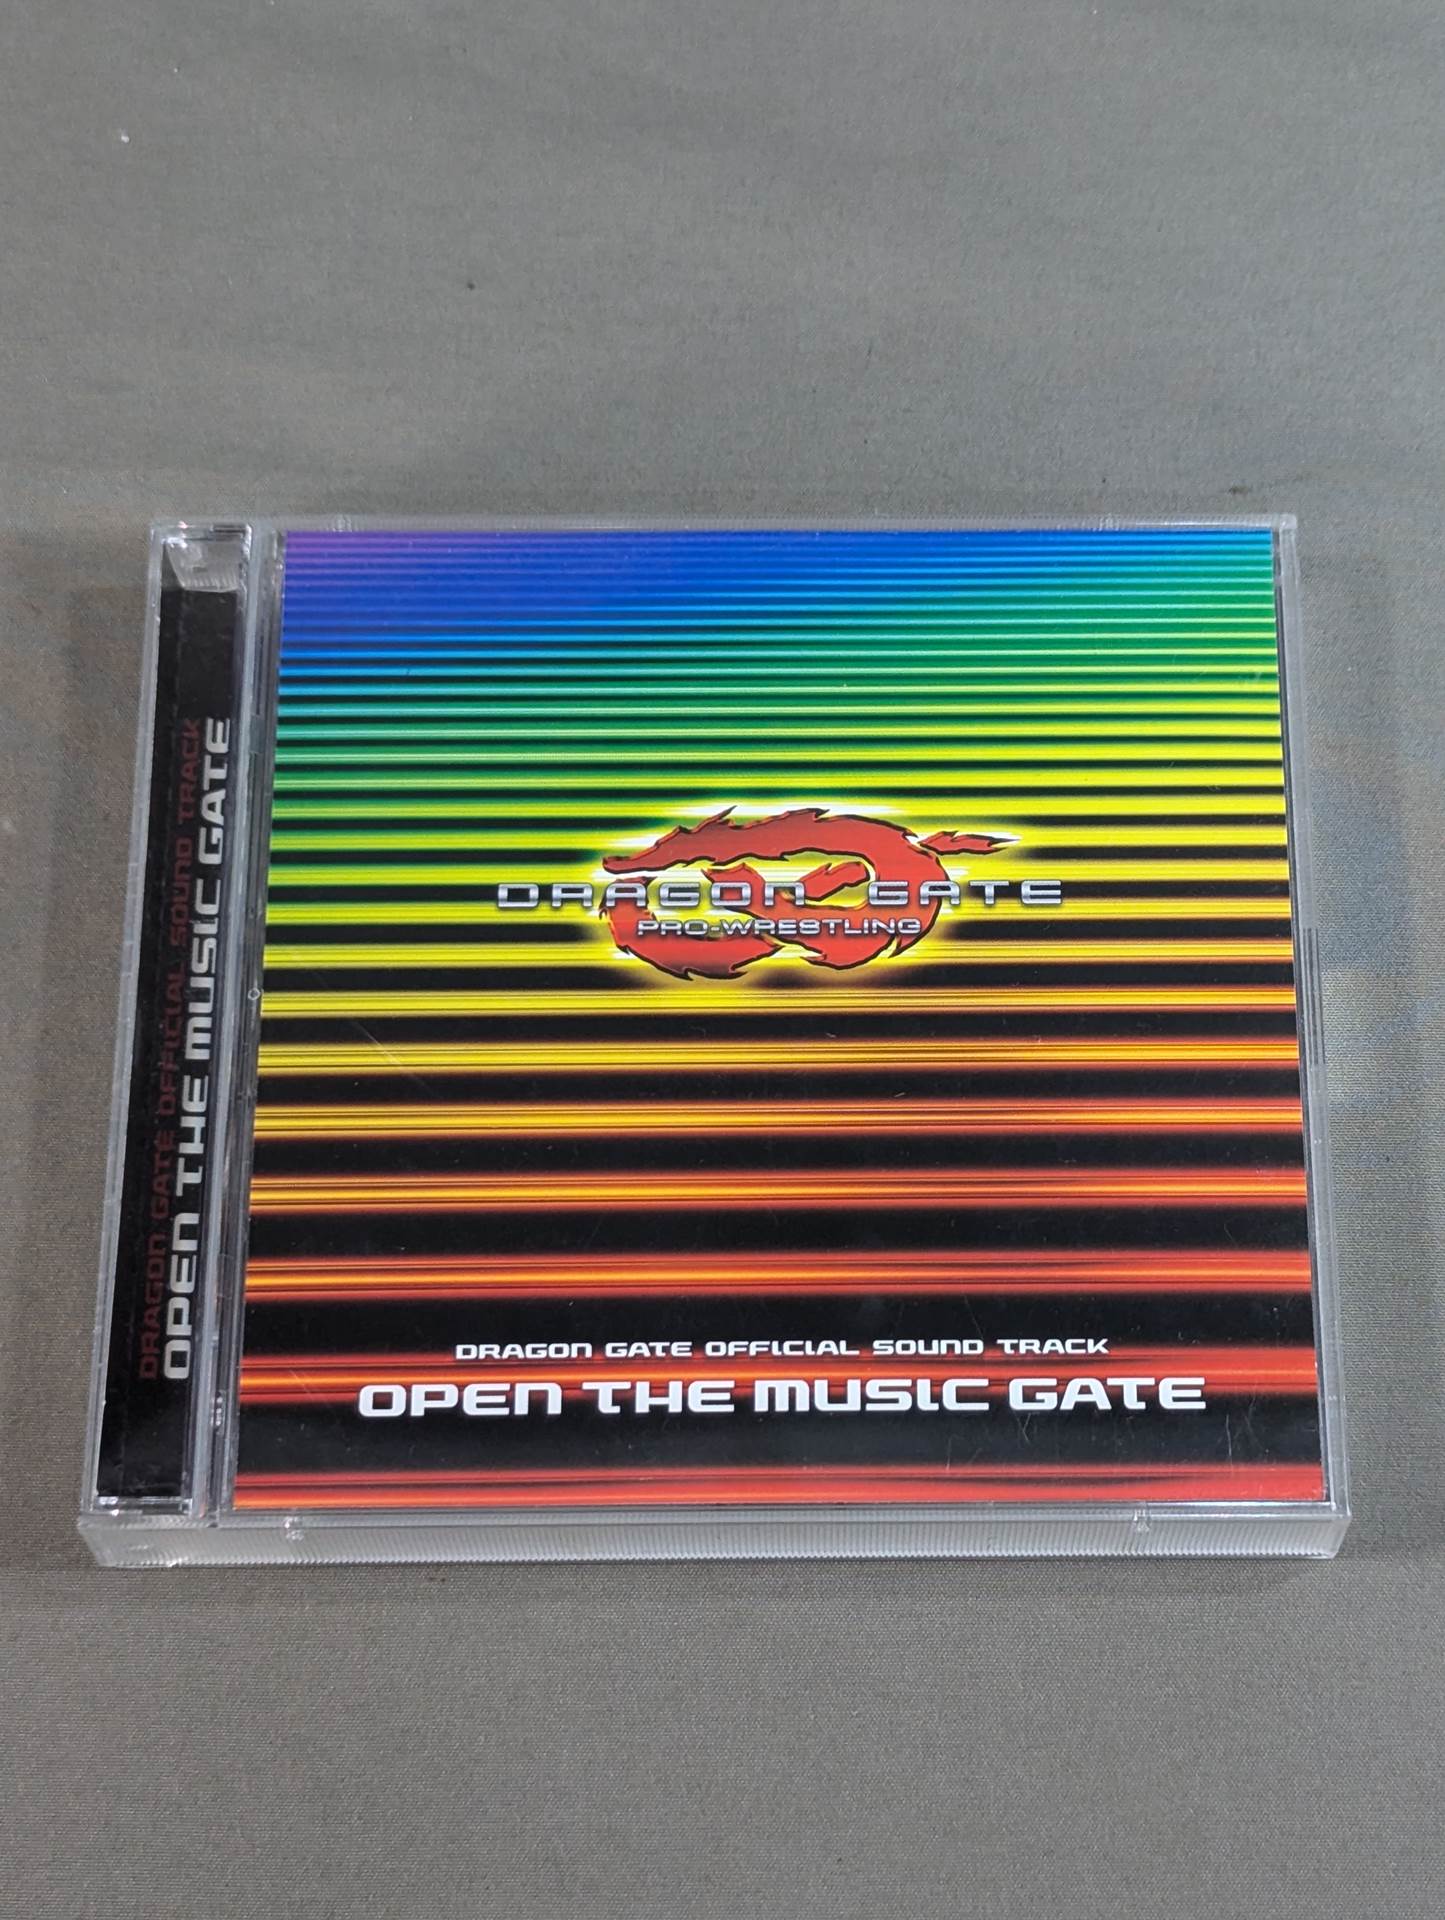 DRAGON GATE OFFICIAL SOUND TRACK
OPEN THE MUSIC GATE
DRAGON GATE
PRO-WRESTLING
DRAGON GATE OFFICIAL SOUND TRACK
OPEN THE MUSIC GATE